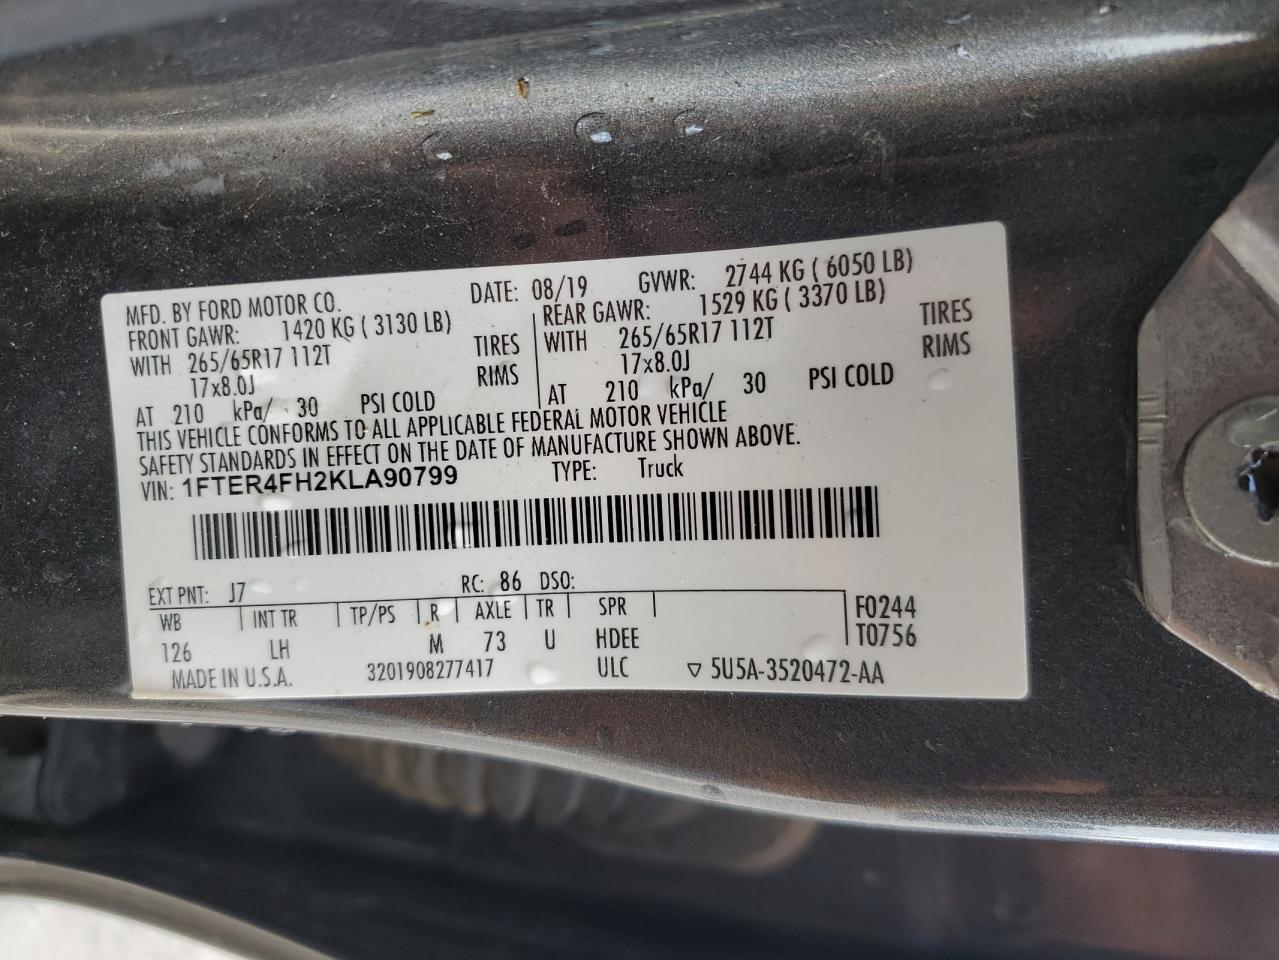 MFD. BY FORD MOTOR CO. DATE: 08/19 GVWR: 2744 KG ( 6050 LB)
FRONT GAWR: 1420 KG ( 3130 LB) REAR GAWR: 1529 KG ( 3370 LB)
WITH 265/65R17 112T TIRES WITH 265/65R17 112T TIRES
17x8.0J RIMS 17x8.0J RIMS
AT 210 kPa/ 30 PSI COLD AT 210 kPa/ 30 PSI COLD
THIS VEHICLE CONFORMS TO ALL APPLICABLE FEDERAL MOTOR VEHICLE
SAFETY STANDARDS IN EFFECT ON THE DATE OF MANUFACTURE SHOWN ABOVE.
VIN: 1FTER4FH2KLA90799 TYPE: Truck
EXT PNT: J7 RC: 86 DSO:
WB INT TR TP/PS R AXLE TR SPR F0244
126 LH M 73 U HDEE T0756
MADE IN U.S.A. 3201908277417 ULC ▽ 5U5A-3520472-AA